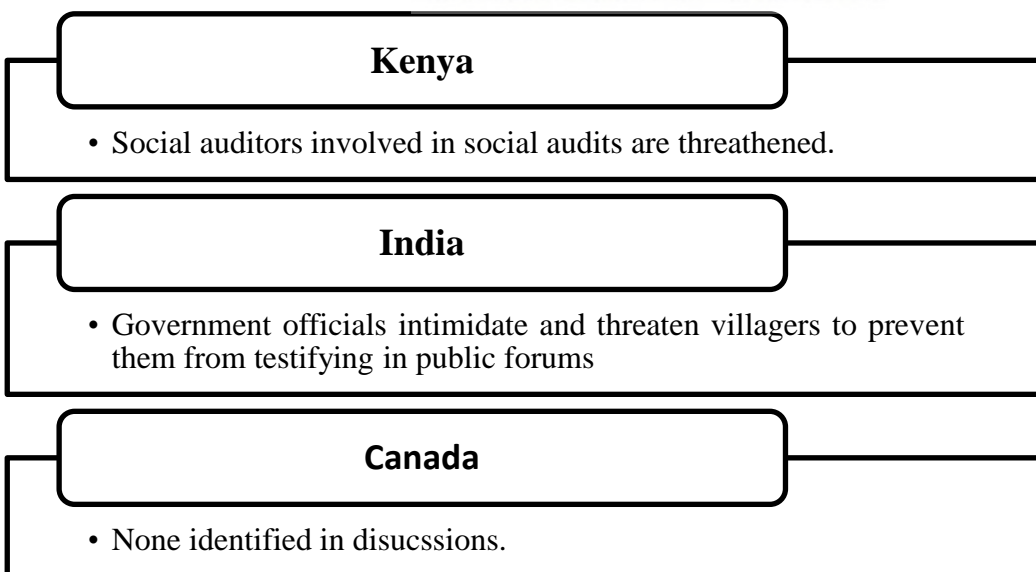 Kenya
• Social auditors involved in social audits are threathened.
India
• Government officials intimidate and threaten villagers to prevent
them from testifying in public forums
Canada
• None identified in disucssions.